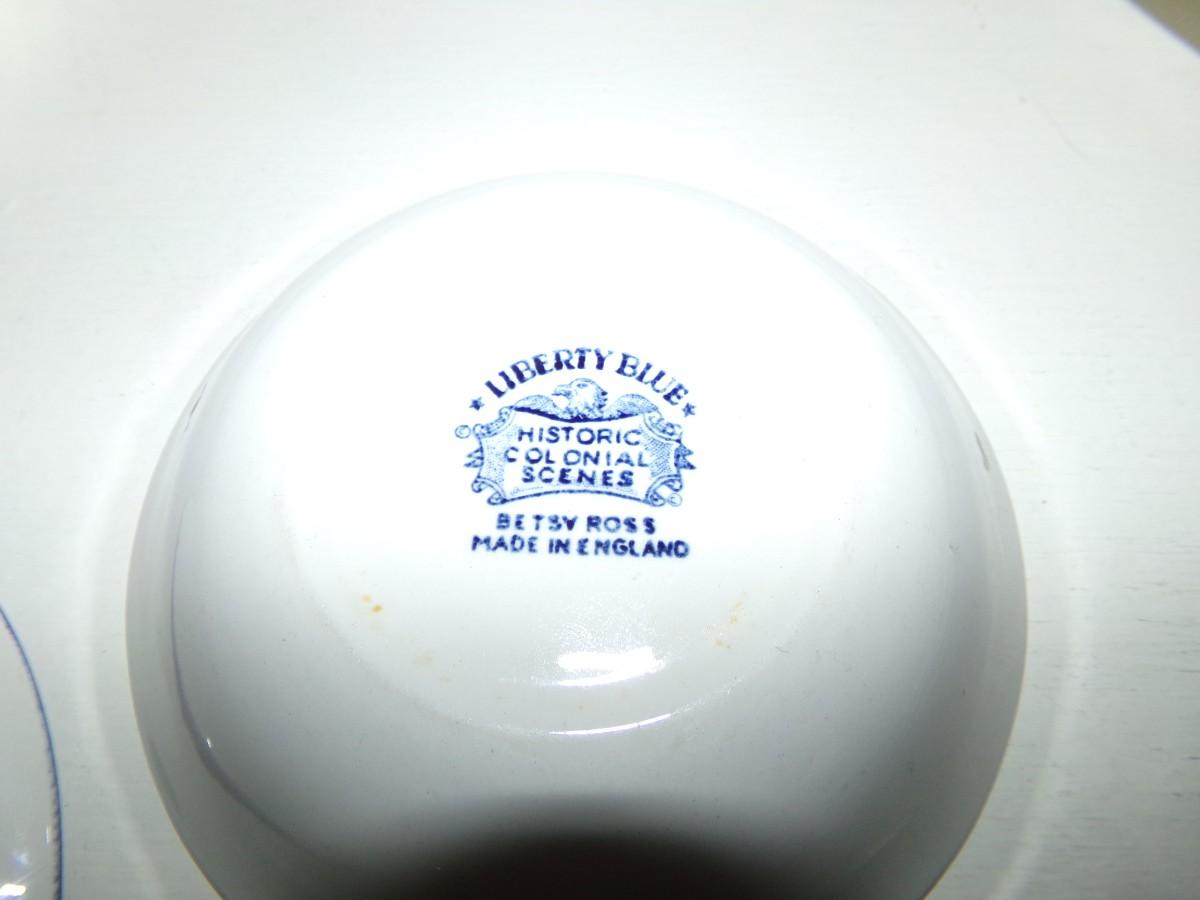 ★ LIBERTY BLUE ★
©
HISTORIC
COLONIAL
SCENES
BETSY ROSS
MADE IN ENGLAND